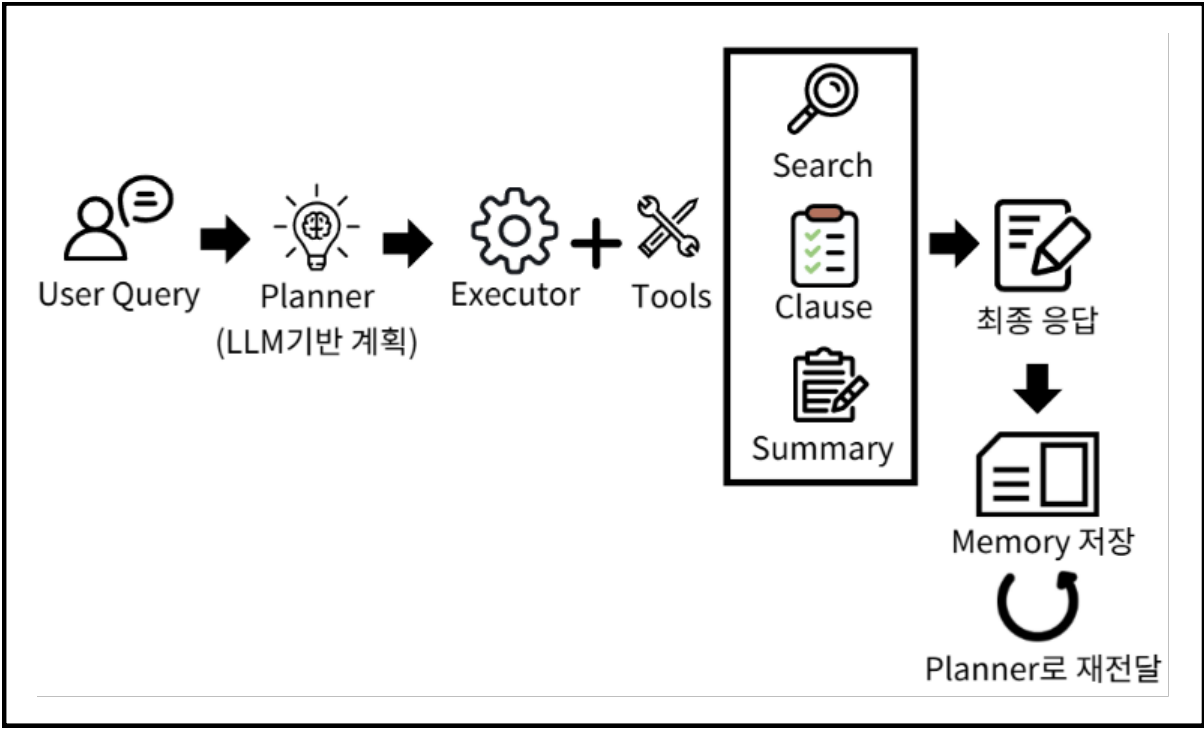 User Query
Planner
(LLM기반 계획)
Executor
Tools
Search
Clause
Summary
최종 응답
Memory 저장
Planner로 재전달